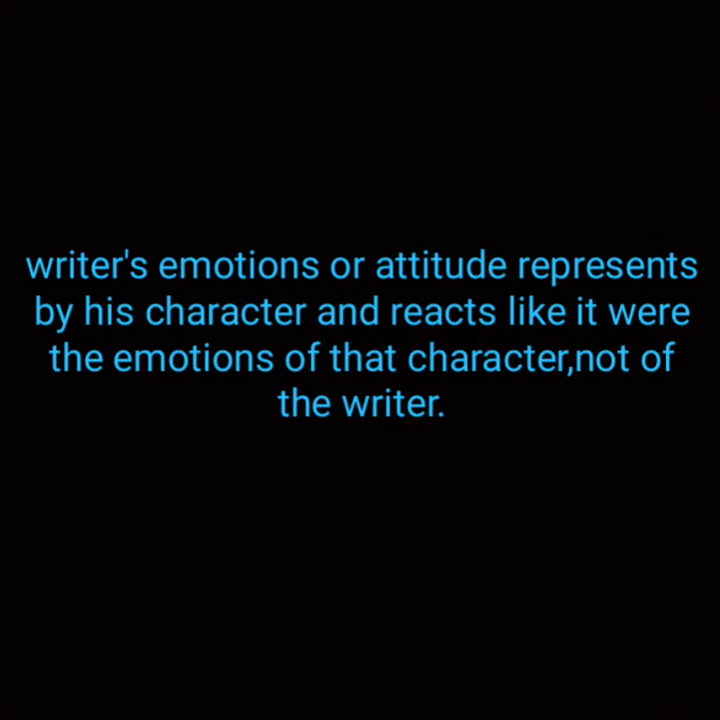 writer's emotions or attitude represents
by his character and reacts like it were
the emotions of that character,not of
the writer.